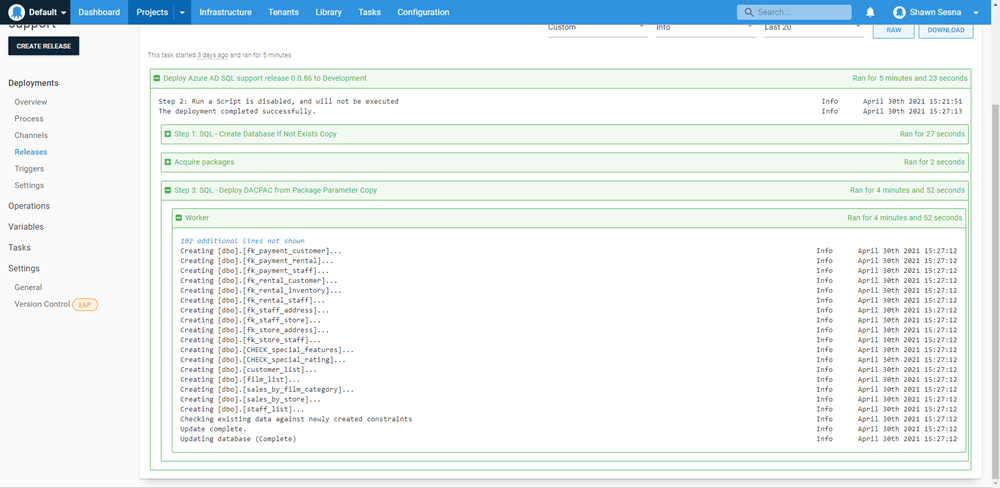 Default
Dashboard
Projects
Infrastructure
Tenants
Library
Tasks
Configuration
Search...
Shawn Sesna
Support
CREATE RELEASE
Deployments
Overview
Process
Channels
Releases
Triggers
Settings
Operations
Variables
Tasks
Settings
General
Version Control EAP
Custom
Info
Last 20
RAW
DOWNLOAD
This task started 3 days ago and ran for 5 minutes
Deploy Azure AD SQL support release 0.0.86 to Development Ran for 5 minutes and 23 seconds
Step 2: Run a Script is disabled, and will not be executed Info April 30th 2021 15:21:51
The deployment completed successfully. Info April 30th 2021 15:27:13
Step 1: SQL - Create Database If Not Exists Copy Ran for 27 seconds
Acquire packages Ran for 2 seconds
Step 3: SQL - Deploy DACPAC from Package Parameter Copy Ran for 4 minutes and 52 seconds
Worker Ran for 4 minutes and 52 seconds
102 additional lines not shown
Creating [dbo].[fk_payment_customer]... Info April 30th 2021 15:27:12
Creating [dbo].[fk_payment_rental]... Info April 30th 2021 15:27:12
Creating [dbo].[fk_payment_staff]... Info April 30th 2021 15:27:12
Creating [dbo].[fk_rental_customer]... Info April 30th 2021 15:27:12
Creating [dbo].[fk_rental_inventory]... Info April 30th 2021 15:27:12
Creating [dbo].[fk_rental_staff]... Info April 30th 2021 15:27:12
Creating [dbo].[fk_staff_address]... Info April 30th 2021 15:27:12
Creating [dbo].[fk_staff_store]... Info April 30th 2021 15:27:12
Creating [dbo].[fk_store_address]... Info April 30th 2021 15:27:12
Creating [dbo].[fk_store_staff]... Info April 30th 2021 15:27:12
Creating [dbo].[CHECK_special_features]... Info April 30th 2021 15:27:12
Creating [dbo].[CHECK_special_rating]... Info April 30th 2021 15:27:12
Creating [dbo].[customer_list]... Info April 30th 2021 15:27:12
Creating [dbo].[film_list]... Info April 30th 2021 15:27:12
Creating [dbo].[sales_by_film_category]... Info April 30th 2021 15:27:12
Creating [dbo].[sales_by_store]... Info April 30th 2021 15:27:12
Creating [dbo].[staff_list]... Info April 30th 2021 15:27:12
Checking existing data against newly created constraints Info April 30th 2021 15:27:12
Update complete. Info April 30th 2021 15:27:12
Updating database (Complete) Info April 30th 2021 15:27:12